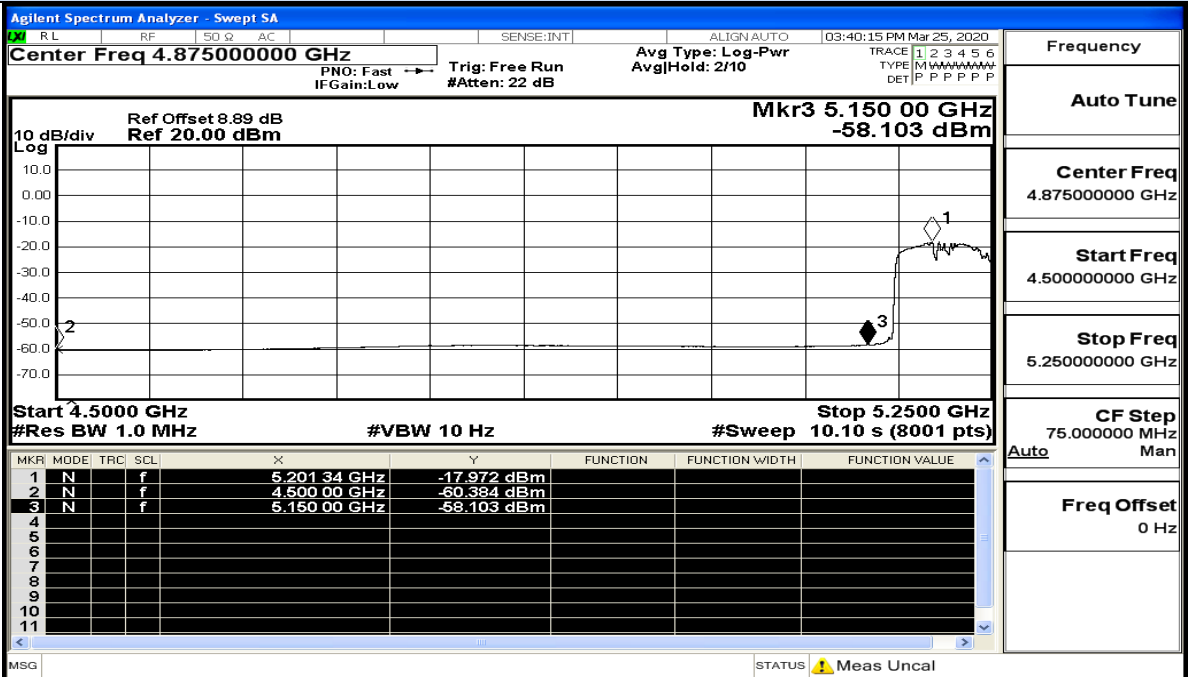 Agilent Spectrum Analyzer - Swept SA
LXI RL RF 50 Ω AC SENSE:INT ALIGNAUTO 03:40:15 PM Mar 25, 2020
Center Freq 4.875000000 GHz
PNO: Fast
IFGain:Low
Trig: Free Run
#Atten: 22 dB
Avg Type: Log-Pwr
Avg|Hold: 2/10
TRACE 1 2 3 4 5 6
TYPE M W W W W W
DET P P P P P P
Ref Offset 8.89 dB
10 dB/div Ref 20.00 dBm
Log
Mkr3 5.150 00 GHz
-58.103 dBm
10.0
0.00
-10.0
-20.0
-30.0
-40.0
-50.0
-60.0
-70.0
1
2
3
Start 4.5000 GHz Stop 5.2500 GHz
#Res BW 1.0 MHz #VBW 10 Hz #Sweep 10.10 s (8001 pts)
MKR MODE TRC SCL X Y FUNCTION FUNCTION WIDTH FUNCTION VALUE
1 N f 5.201 34 GHz -17.972 dBm
2 N f 4.500 00 GHz -60.384 dBm
3 N f 5.150 00 GHz -58.103 dBm
4
5
6
7
8
9
10
11
MSG STATUS Meas Uncal
Frequency
Auto Tune
Center Freq
4.875000000 GHz
Start Freq
4.500000000 GHz
Stop Freq
5.250000000 GHz
CF Step
75.000000 MHz
Auto Man
Freq Offset
0 Hz